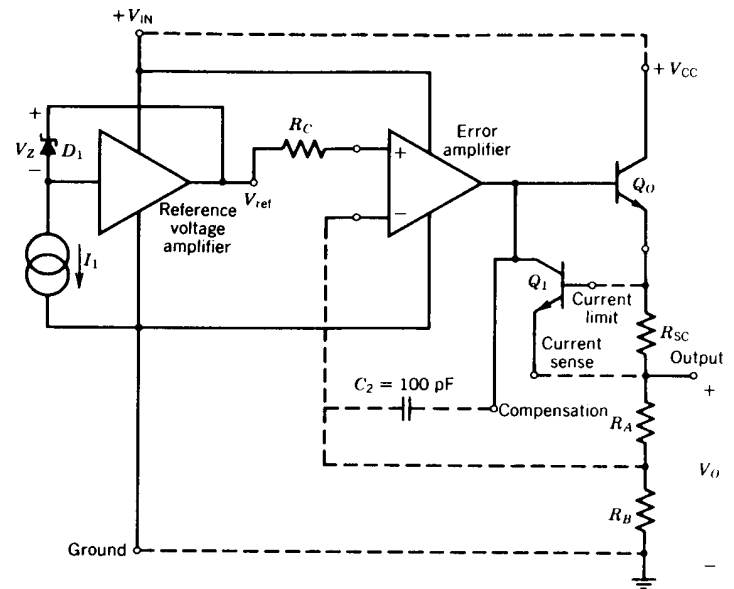 + V_IN
+ V_CC
+
V_Z D_1
−
I_1
Reference
voltage
amplifier
V_ref
R_C
+
−
Error
amplifier
Q_O
Q_1
Current
limit
Current
sense
R_SC
Output
+
C_2 = 100 pF
Compensation
R_A
V_O
R_B
Ground
−